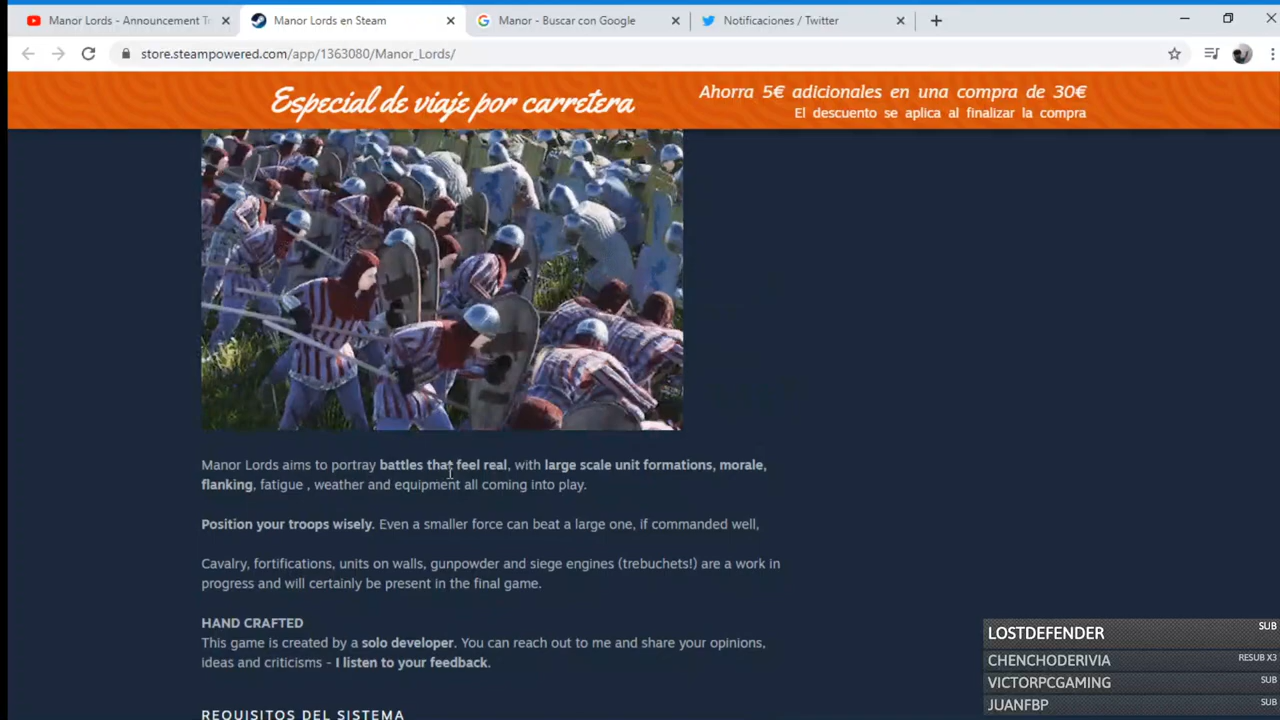 Manor Lords - Announcement T
Manor Lords en Steam
Manor - Buscar con Google
Notificaciones / Twitter
store.steampowered.com/app/1363080/Manor_Lords/
Especial de viaje por carretera
Ahorra 5€ adicionales en una compra de 30€
El descuento se aplica al finalizar la compra
Manor Lords aims to portray battles that feel real, with large scale unit formations, morale,
flanking, fatigue , weather and equipment all coming into play.
Position your troops wisely. Even a smaller force can beat a large one, if commanded well,
Cavalry, fortifications, units on walls, gunpowder and siege engines (trebuchets!) are a work in
progress and will certainly be present in the final game.
HAND CRAFTED
This game is created by a solo developer. You can reach out to me and share your opinions,
ideas and criticisms - I listen to your feedback.
REQUISITOS DEL SISTEMA
LOSTDEFENDER SUB
CHENCHODERIVIA RESUB X3
VICTORPCGAMING SUB
JUANFBP SUB